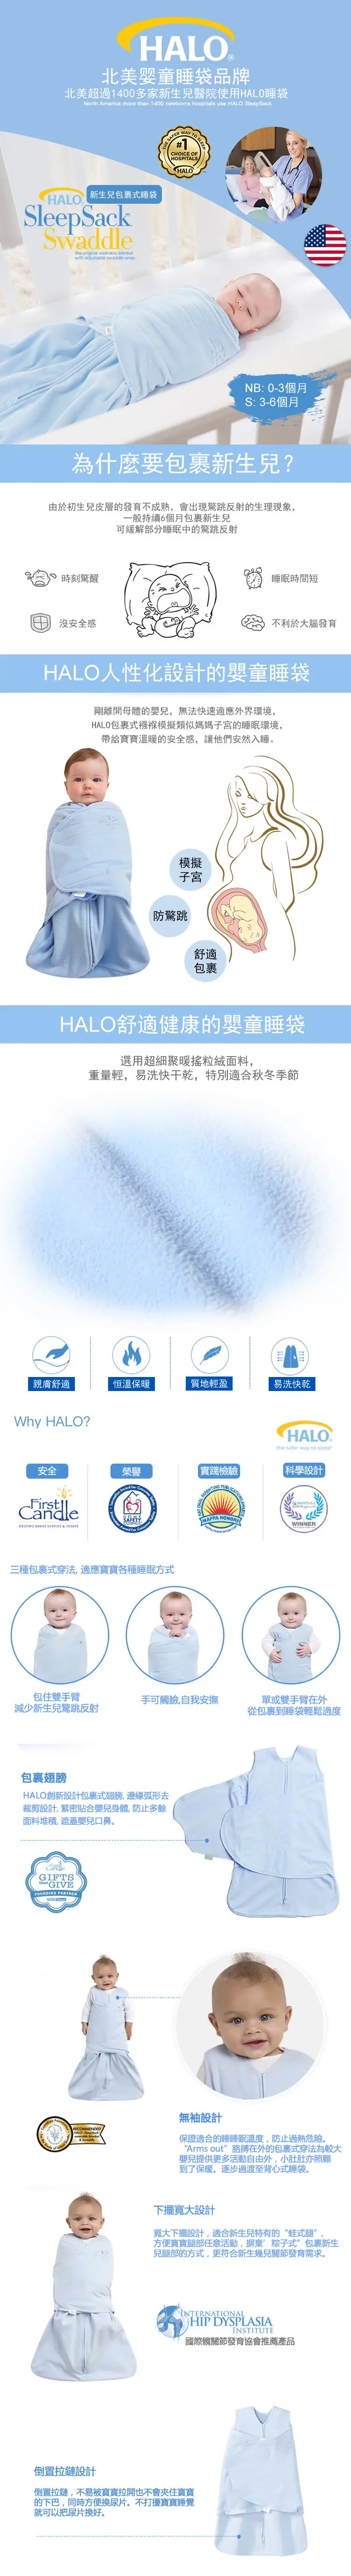 HALO®
北美嬰童睡袋品牌
北美超過1400多家新生兒醫院使用HALO睡袋
North America more than 1400 newborns hospitals use HALO SleepSack
THE SAFER WAY TO SLEEP
#1
CHOICE OF
HOSPITALS
HALO
HALO
新生兒包裹式睡袋
SleepSack
Swaddle
the original wearable blanket
with adjustable swaddle wrap
NB: 0-3個月
S: 3-6個月
為什麼要包裹新生兒?
由於初生兒皮層的發育不成熟, 會出現驚跳反射的生理現象,
一般持續6個月包裹新生兒
可緩解部分睡眠中的驚跳反射
時刻驚醒
睡眠時間短
沒安全感
不利於大腦發育
HALO人性化設計的嬰童睡袋
剛離開母體的嬰兒, 無法快速適應外界環境,
HALO包裹式襁褓模擬類似媽媽子宮的睡眠環境,
帶給寶寶溫暖的安全感, 讓他們安然入睡。
模擬
子宮
防驚跳
舒適
包裹
HALO舒適健康的嬰童睡袋
選用超細聚暖搖粒絨面料,
重量輕, 易洗快干乾, 特別適合秋冬季節
親膚舒適
恒溫保暖
質地輕盈
易洗快乾
Why HALO?
HALO
the safer way to sleep®
安全
榮譽
實踐檢驗
科學設計
First
Candle
WINNER
三種包裹式穿法, 適應寶寶各種睡眠方式
包住雙手臂
減少新生兒驚跳反射
手可觸臉,自我安撫
單或雙手臂在外
從包裹到睡袋輕鬆過度
包裹翅膀
HALO創新設計包裹式翅膀, 邊緣弧形去
裁剪設計, 緊密貼合嬰兒身體, 防止多餘
面料堆積, 遮蓋嬰兒口鼻。
GIFTS
GIVE
FOUNDING PARTNER
無袖設計
保證適合的睡睡眠溫度，防止過熱危險。
“Arms out” 胳膊在外的包裹式穿法為較大
嬰兒提供更多活動自由外，小肚肚亦照顧
到了保暖。逐步過渡至背心式睡袋。
下擺寬大設計
寬大下擺設計，適合新生兒特有的“蛙式腿”，
方便寶寶腿部任意活動，摒棄’粽子式”包裹新生
兒腿部的方式，更符合新生幾兒關節發育需求。
INTERNATIONAL
HIP DYSPLASIA
INSTITUTE
國際髖關節發育協會推薦產品
倒置拉鏈設計
倒置拉鏈，不易被寶寶拉開也不會夾住寶寶
的下巴，同時方便換尿片。不打擾寶寶睡覺
就可以把尿片換好。